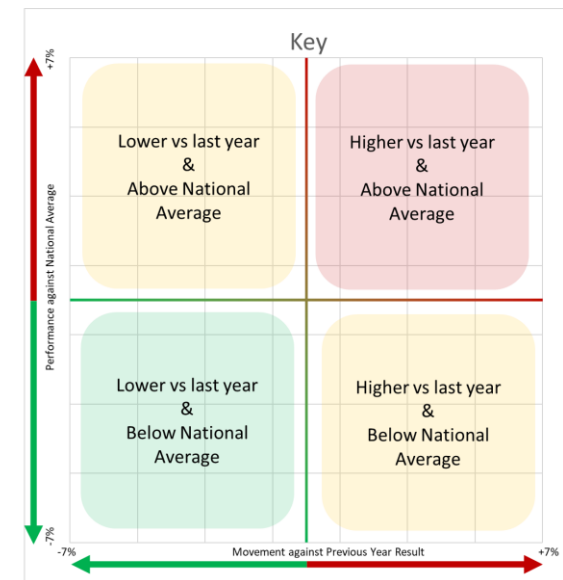 Key
+7%
Performance against National Average
-7%
Lower vs last year
&
Above National
Average
Higher vs last year
&
Above National
Average
Lower vs last year
&
Below National
Average
Higher vs last year
&
Below National
Average
-7%
Movement against Previous Year Result
+7%